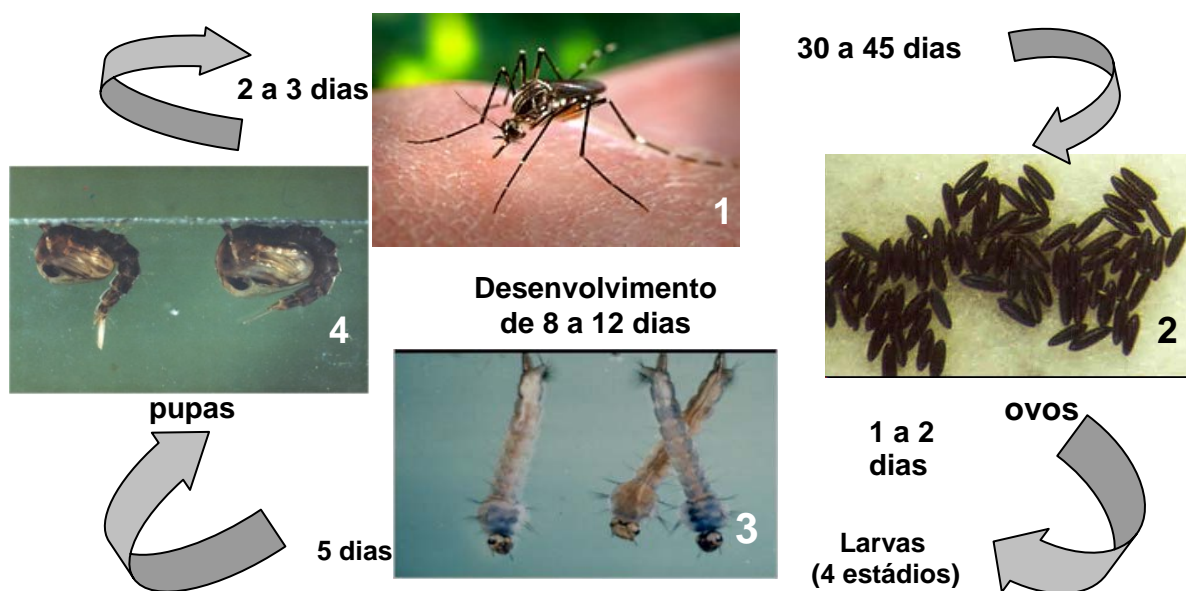 2 a 3 dias
1
30 a 45 dias
4
Desenvolvimento
de 8 a 12 dias
2
pupas
ovos
1 a 2
dias
3
5 dias
Larvas
(4 estádios)